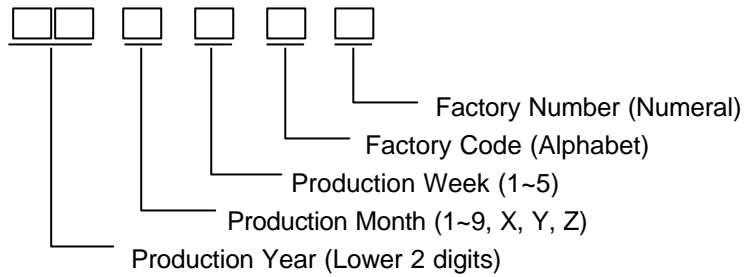 Factory Number (Numeral)
Factory Code (Alphabet)
Production Week (1~5)
Production Month (1~9, X, Y, Z)
Production Year (Lower 2 digits)